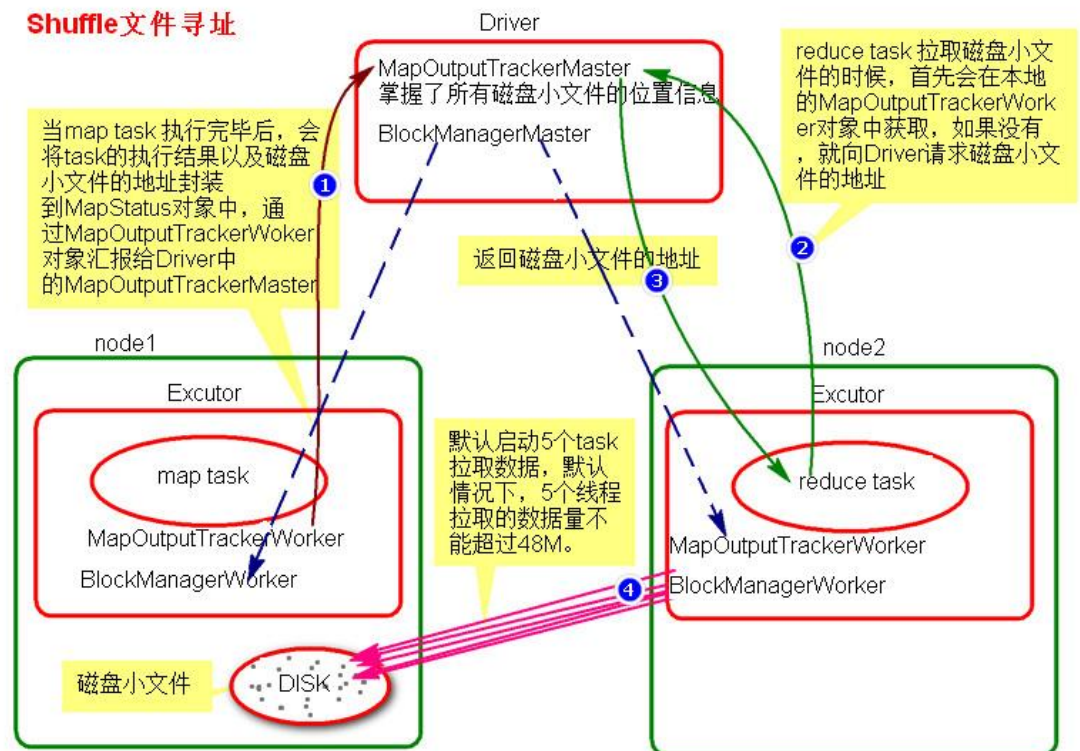 Shuffle文件寻址
Driver
MapOutputTrackerMaster
掌握了所有磁盘小文件的位置信息
BlockManagerMaster
当map task 执行完毕后，会
将task的执行结果以及磁盘
小文件的地址封装
到MapStatus对象中，通
过MapOutputTrackerWoker
对象汇报给Driver中
的MapOutputTrackerMaster
1
reduce task 拉取磁盘小文
件的时候，首先会在本地
的MapOutputTrackerWork
er对象中获取，如果没有
，就向Driver请求磁盘小文
件的地址
2
返回磁盘小文件的地址
3
node1
Excutor
map task
MapOutputTrackerWorker
BlockManagerWorker
磁盘小文件
DISK
默认启动5个task
拉取数据，默认
情况下，5个线程
拉取的数据量不
能超过48M。
4
node2
Excutor
reduce task
MapOutputTrackerWorker
BlockManagerWorker